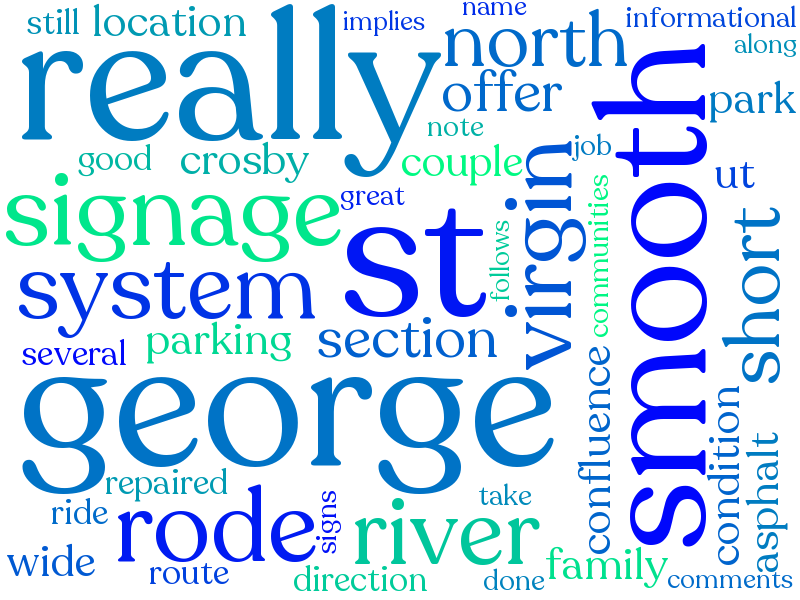 still
location
implies
name
informational
really
north
along
offer
park
note
good
crosby
couple
job
smooth
ut
signage
great
virgin
communities
st
follows
short
system
section
several
parking
george
confluence
condition
repaired
ride
rode
signs
river
take
asphalt
wide
route
direction
done
family
comments